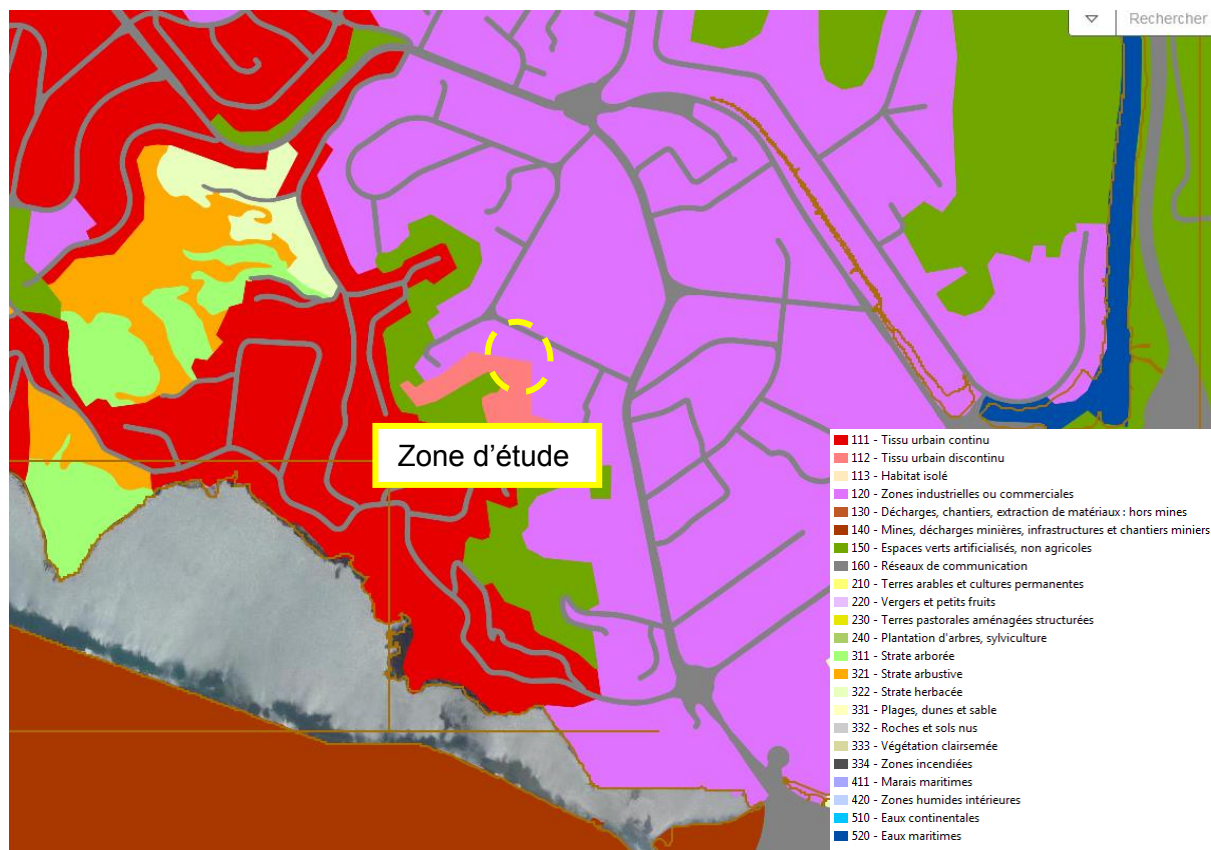 Rechercher
Zone d'étude
111 - Tissu urbain continu
112 - Tissu urbain discontinu
113 - Habitat isolé
120 - Zones industrielles ou commerciales
130 - Décharges, chantiers, extraction de matériaux : hors mines
140 - Mines, décharges minières, infrastructures et chantiers miniers
150 - Espaces verts artificialisés, non agricoles
160 - Réseaux de communication
210 - Terres arables et cultures permanentes
220 - Vergers et petits fruits
230 - Terres pastorales aménagées structurées
240 - Plantation d'arbres, sylviculture
311 - Strate arborée
321 - Strate arbustive
322 - Strate herbacée
331 - Plages, dunes et sable
332 - Roches et sols nus
333 - Végétation clairsemée
334 - Zones incendiées
411 - Marais maritimes
420 - Zones humides intérieures
510 - Eaux continentales
520 - Eaux maritimes